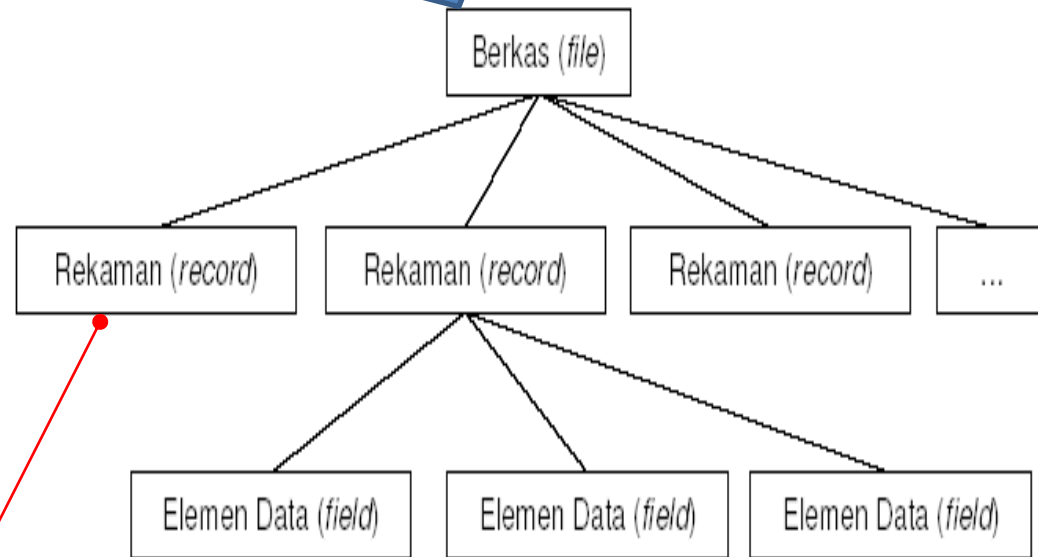 Berkas (file)
Rekaman (record) Rekaman (record) Rekaman (record) ...
Elemen Data (field) Elemen Data (field) Elemen Data (field)